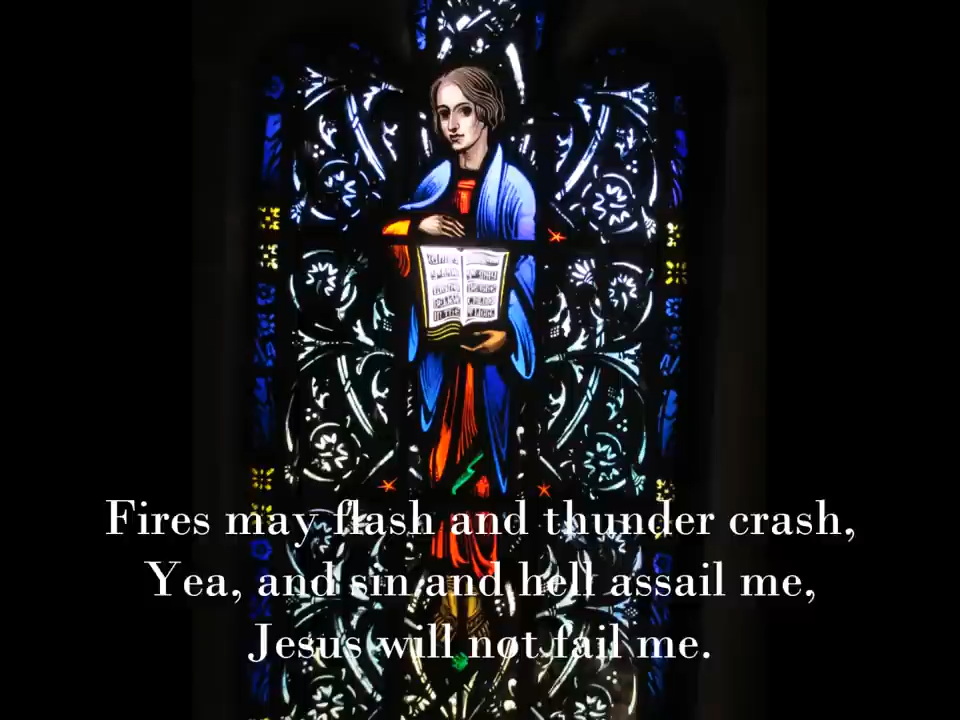 Fires may flash and thunder crash,
Yea, and sin and hell assail me,
Jesus will not fail me.